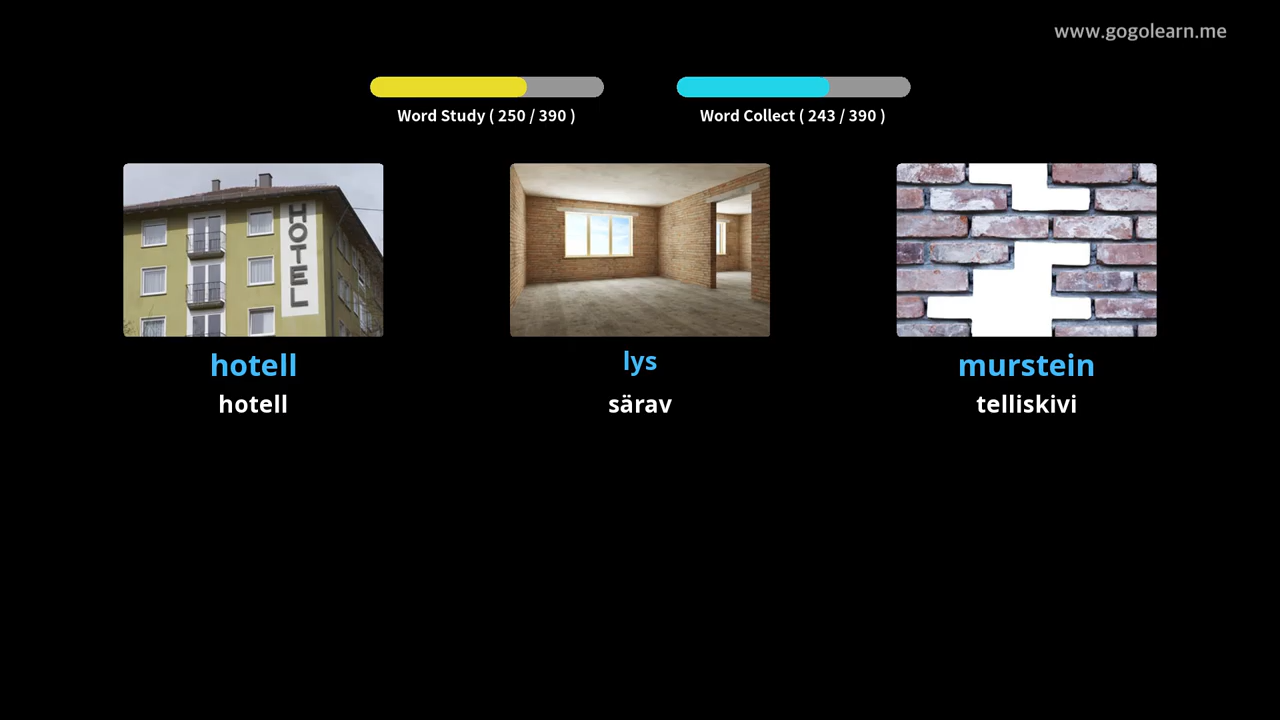 www.gogolearn.me
Word Study ( 250 / 390 )
Word Collect ( 243 / 390 )
HOTEL
hotell
lys
murstein
hotell
särav
telliskivi